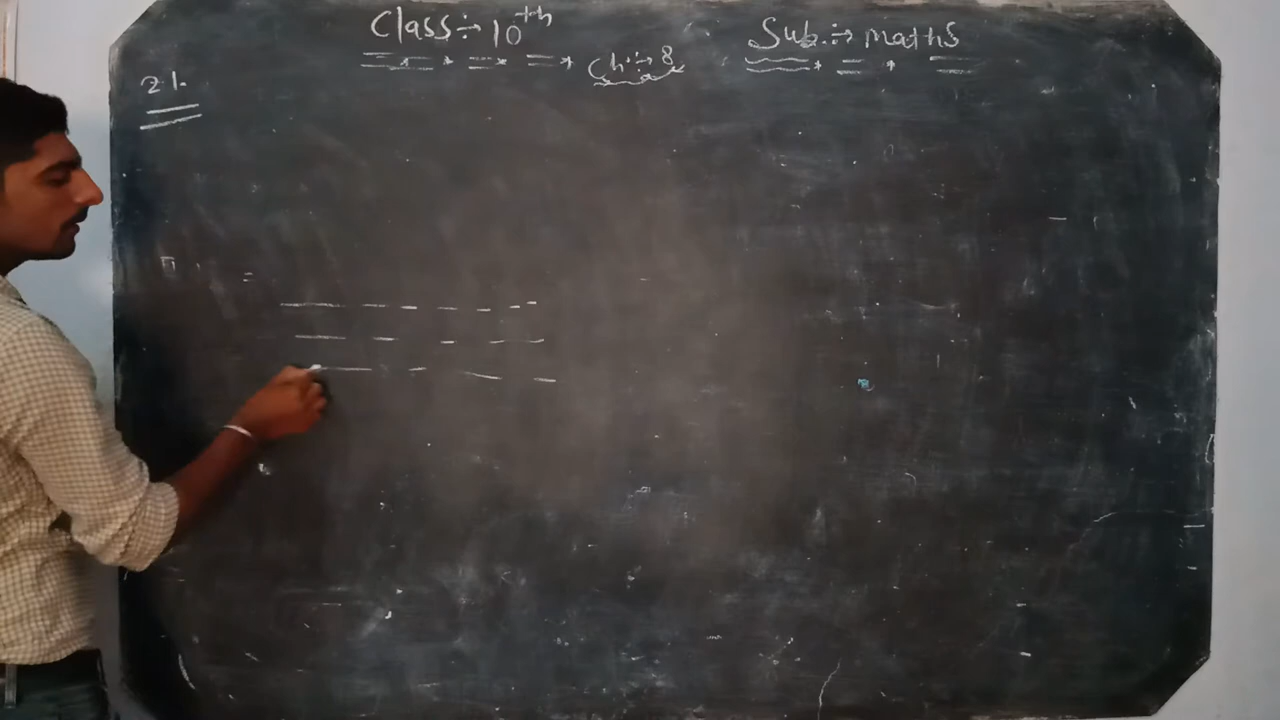 Class :- 10th
Sub. :- maths
Ch :- 8
21.
=